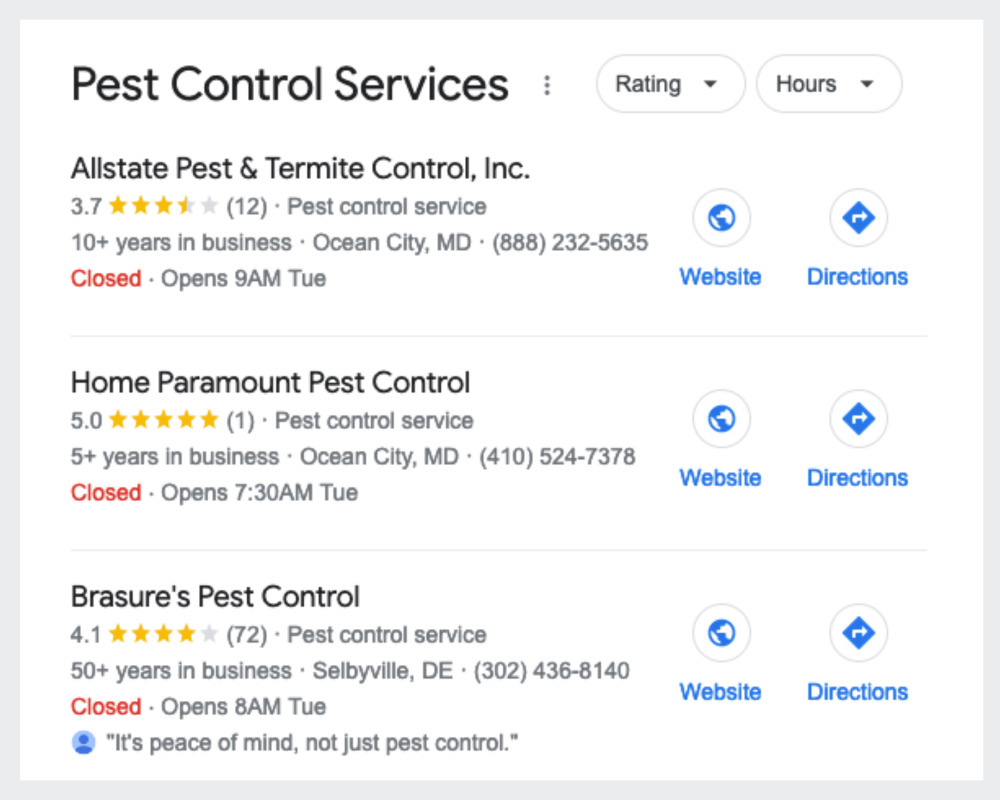 Pest Control Services
Rating
Hours
Allstate Pest & Termite Control, Inc.
3.7 (12) · Pest control service
10+ years in business · Ocean City, MD · (888) 232-5635
Closed · Opens 9AM Tue
Website
Directions
Home Paramount Pest Control
5.0 (1) · Pest control service
5+ years in business · Ocean City, MD · (410) 524-7378
Closed · Opens 7:30AM Tue
Website
Directions
Brasure's Pest Control
4.1 (72) · Pest control service
50+ years in business · Selbyville, DE · (302) 436-8140
Closed · Opens 8AM Tue
"It's peace of mind, not just pest control."
Website
Directions